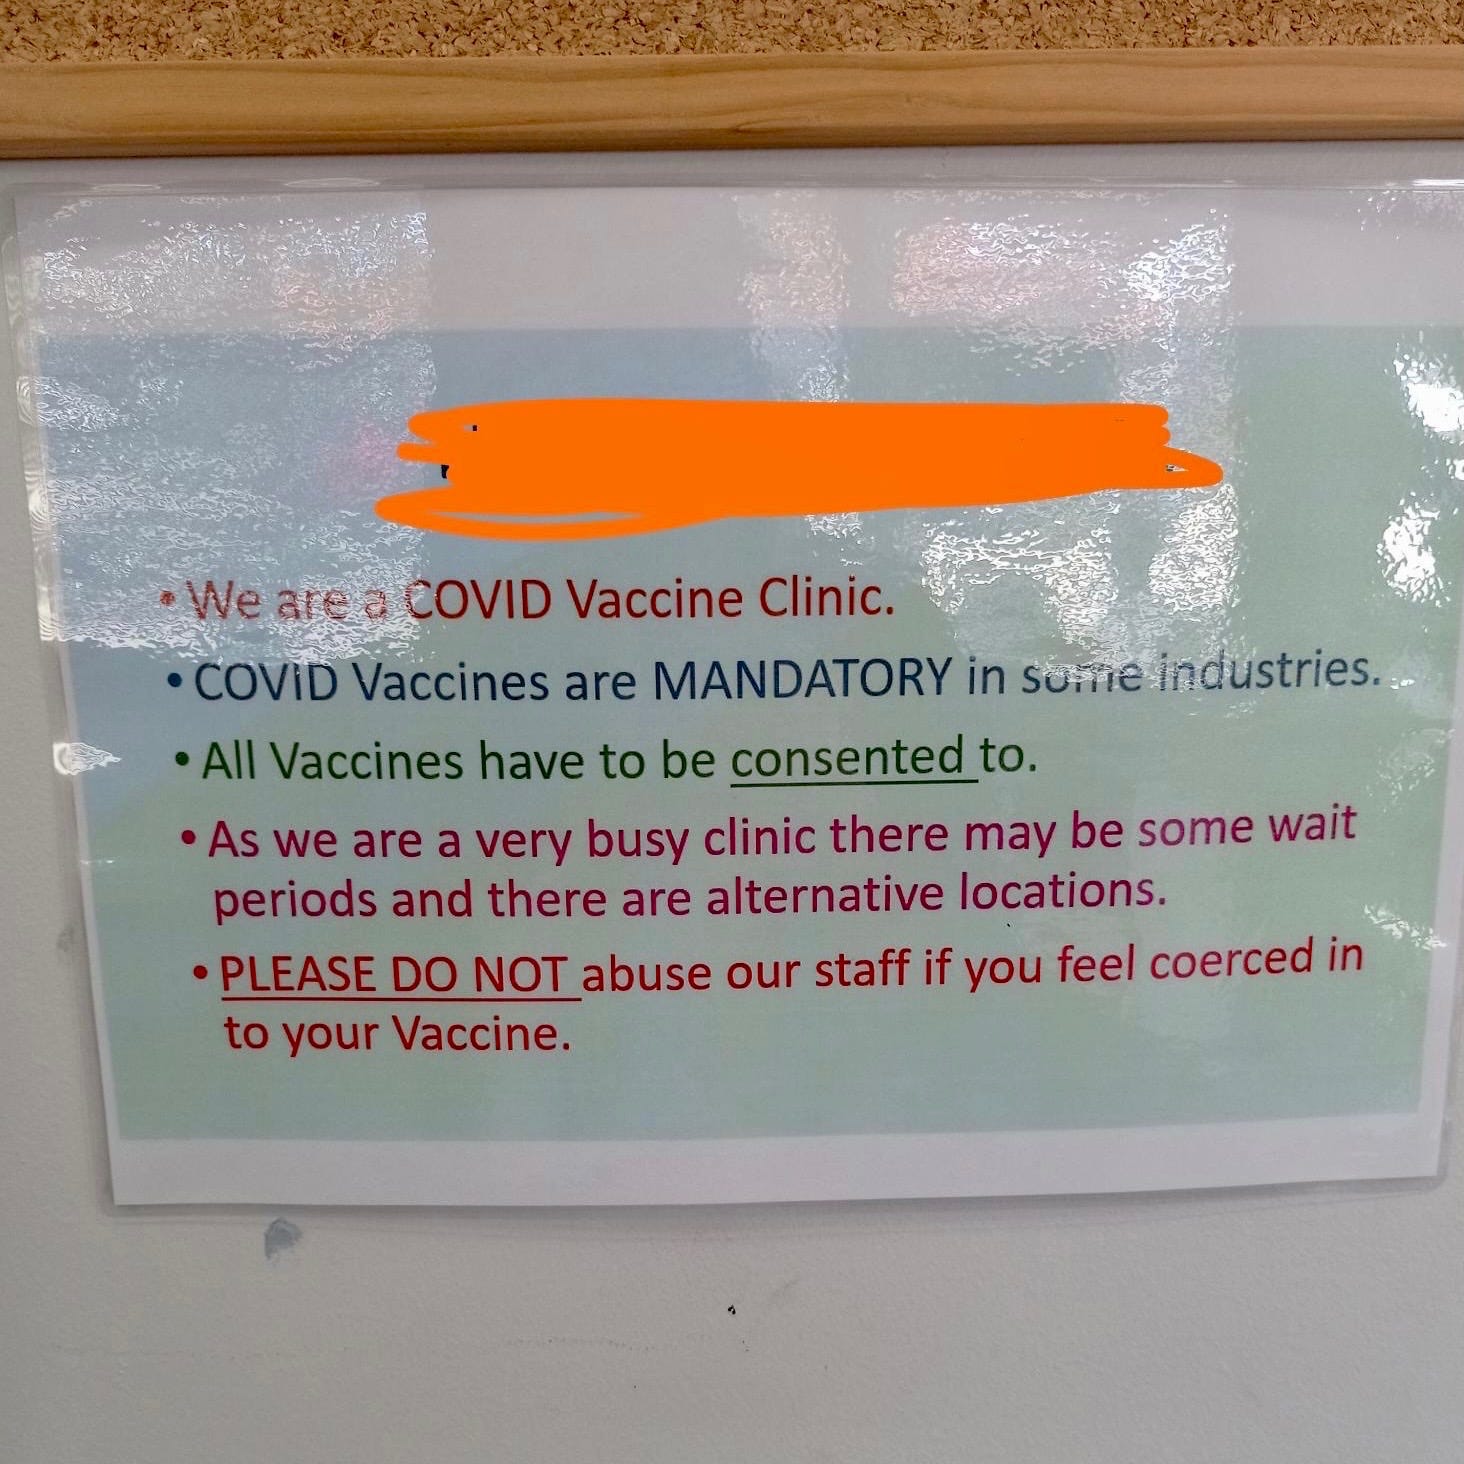 • We are a COVID Vaccine Clinic.
• COVID Vaccines are MANDATORY in some industries.
• All Vaccines have to be consented to.
• As we are a very busy clinic there may be some wait
periods and there are alternative locations.
• PLEASE DO NOT abuse our staff if you feel coerced in
to your Vaccine.